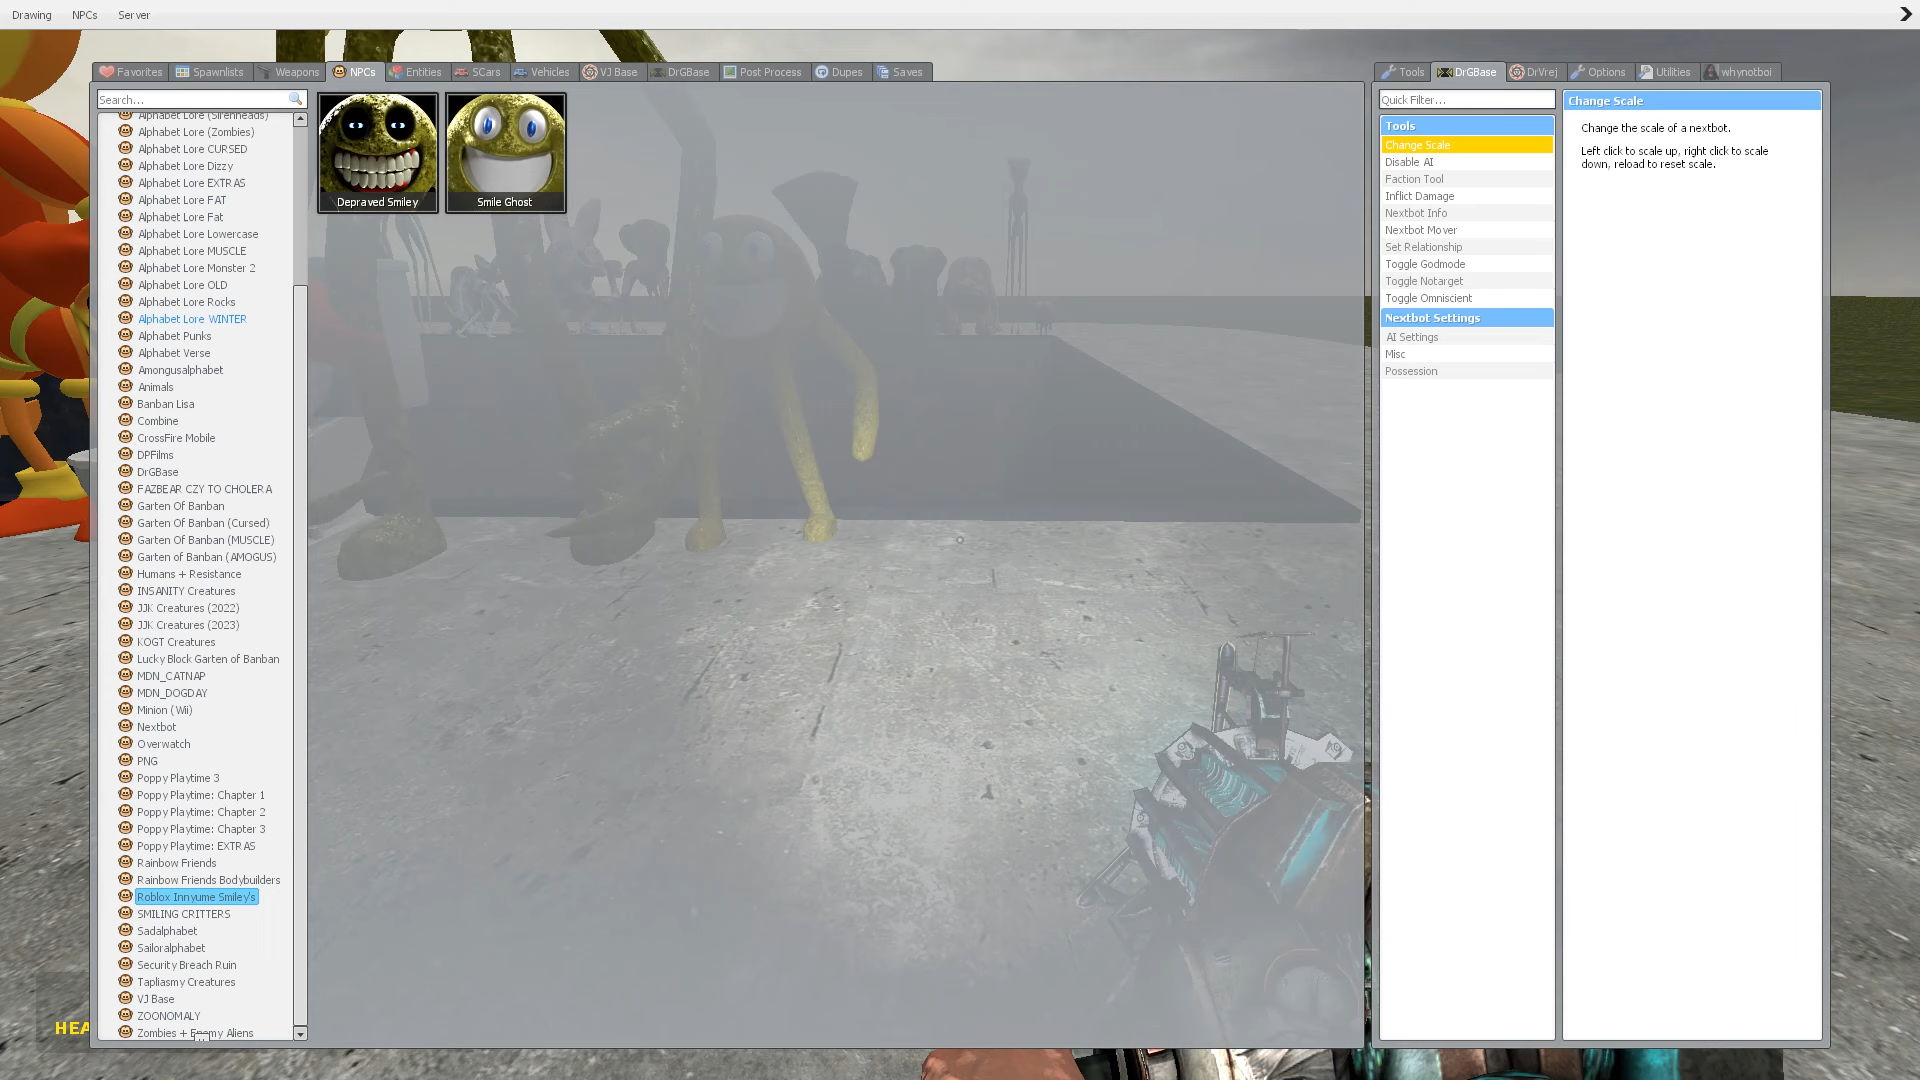 Drawing NPCs Server
Favorites Spawnlists Weapons NPCs Entities SCars Vehicles VJ Base DrGBase Post Process Dupes Saves
Tools DrGBase DrVrej Options Utilities whynotboi
Search...
Alphabet Lore (Sirenheads)
Alphabet Lore (Zombies)
Alphabet Lore CURSED
Alphabet Lore Dizzy
Alphabet Lore EXTRAS
Alphabet Lore FAT
Alphabet Lore Fat
Alphabet Lore Lowercase
Alphabet Lore MUSCLE
Alphabet Lore Monster 2
Alphabet Lore OLD
Alphabet Lore Rocks
Alphabet Lore WINTER
Alphabet Punks
Alphabet Verse
Amongusalphabet
Animals
Banban Lisa
Combine
CrossFire Mobile
DPFilms
DrGBase
FAZBEAR CZY TO CHOLERA
Garten Of Banban
Garten Of Banban (Cursed)
Garten Of Banban (MUSCLE)
Garten of Banban (AMOGUS)
Humans + Resistance
INSANITY Creatures
JJK Creatures (2022)
JJK Creatures (2023)
KOGT Creatures
Lucky Block Garten of Banban
MDN_CATNAP
MDN_DOGDAY
Minion (Wii)
Nextbot
Overwatch
PNG
Poppy Playtime 3
Poppy Playtime: Chapter 1
Poppy Playtime: Chapter 2
Poppy Playtime: Chapter 3
Poppy Playtime: EXTRAS
Rainbow Friends
Rainbow Friends Bodybuilders
Roblox Innyume Smiley's
SMILING CRITTERS
Sadalphabet
Sailoralphabet
Security Breach Ruin
Tapliasmy Creatures
VJ Base
ZOONOMALY
Zombies + Enemy Aliens
Depraved Smiley
Smile Ghost
Quick Filter...
Tools
Change Scale
Disable AI
Faction Tool
Inflict Damage
Nextbot Info
Nextbot Mover
Set Relationship
Toggle Godmode
Toggle Notarget
Toggle Omniscient
Nextbot Settings
AI Settings
Misc
Possession
Change Scale
Change the scale of a nextbot.
Left click to scale up, right click to scale
down, reload to reset scale.
HEA